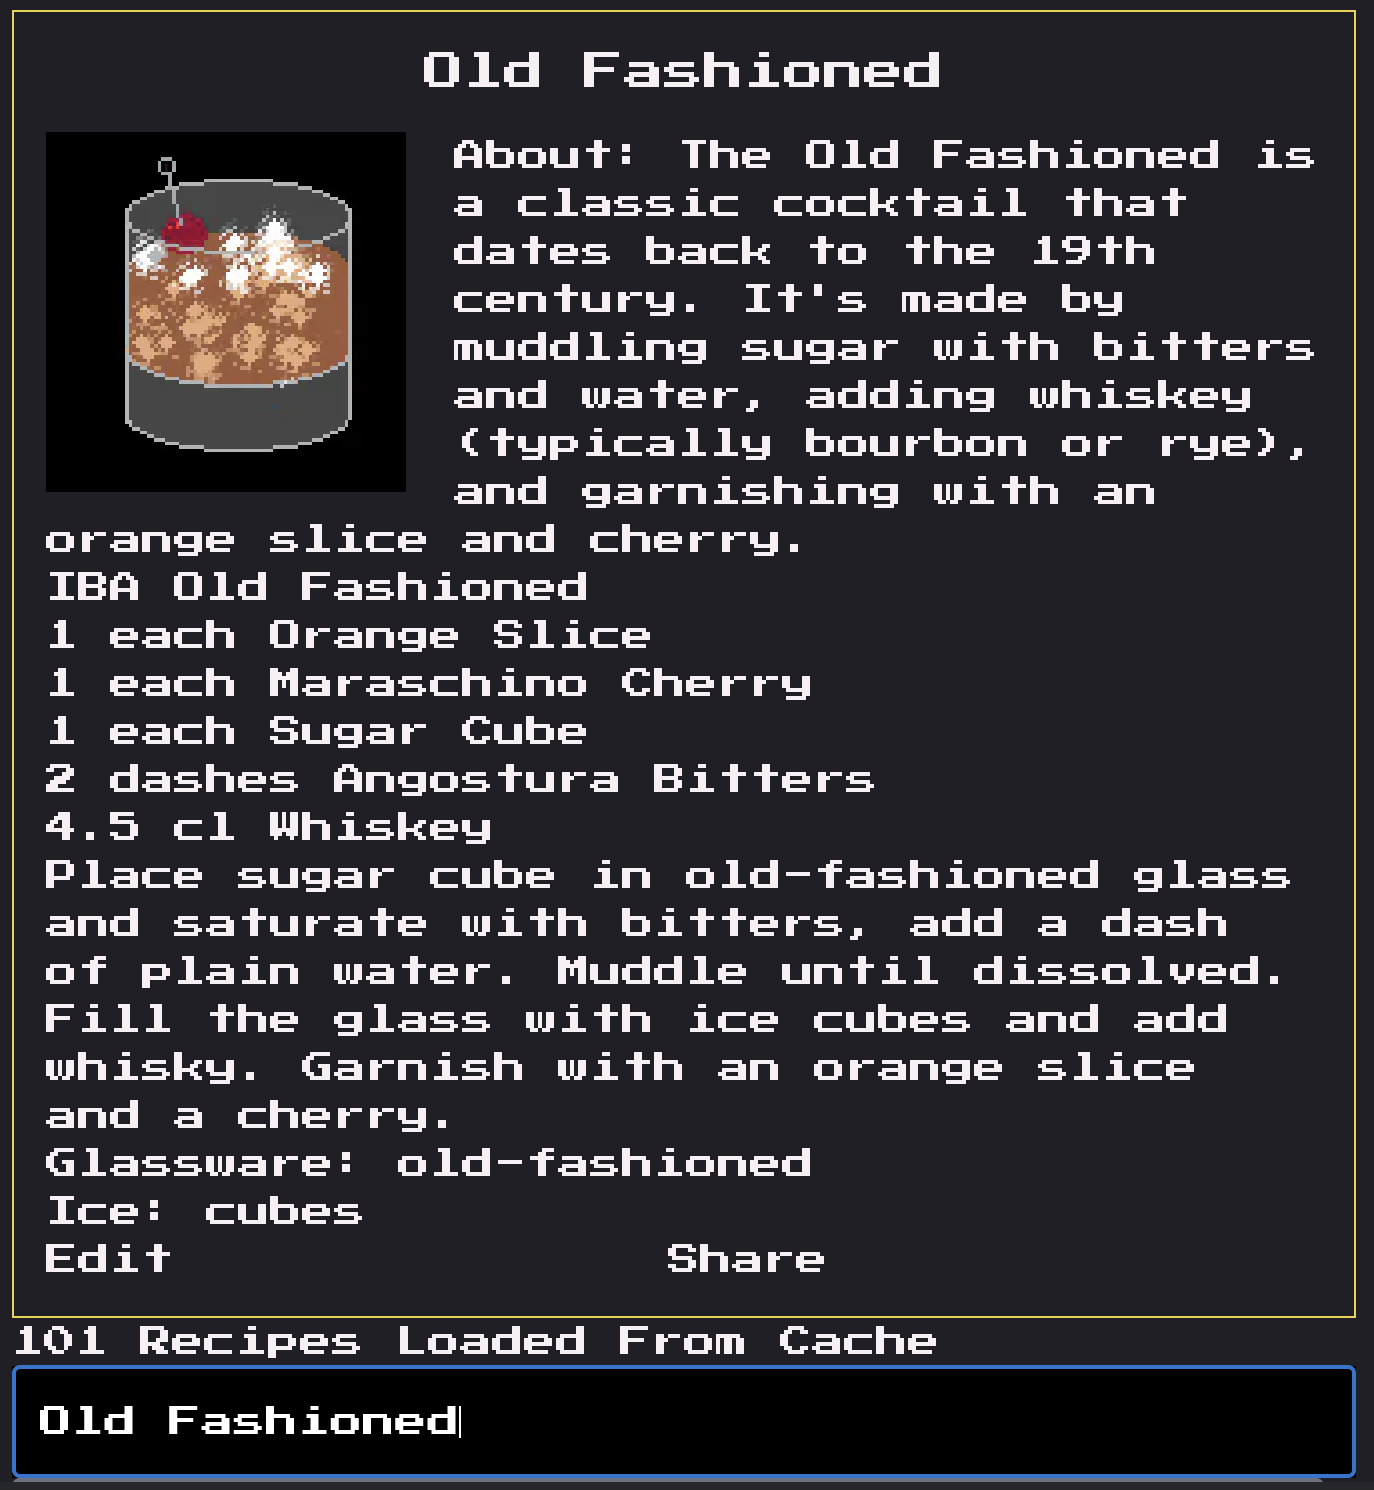 Old Fashioned
About: The Old Fashioned is
a classic cocktail that
dates back to the 19th
century. It's made by
muddling sugar with bitters
and water, adding whiskey
(typically bourbon or rye),
and garnishing with an
orange slice and cherry.
IBA Old Fashioned
1 each Orange Slice
1 each Maraschino Cherry
1 each Sugar Cube
2 dashes Angostura Bitters
4.5 cl Whiskey
Place sugar cube in old-fashioned glass
and saturate with bitters, add a dash
of plain water. Muddle until dissolved.
Fill the glass with ice cubes and add
whisky. Garnish with an orange slice
and a cherry.
Glassware: old-fashioned
Ice: cubes
Edit Share
101 Recipes Loaded From Cache
Old Fashioned